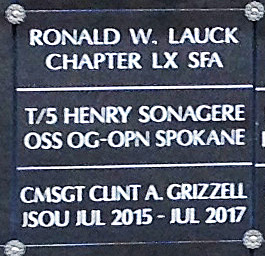 RONALD W. LAUCK
CHAPTER LX SFA
T/5 HENRY SONAGERE
OSS OG-OPN SPOKANE
CMSGT CLINT A. GRIZZELL
JSOU JUL 2015 - JUL 2017